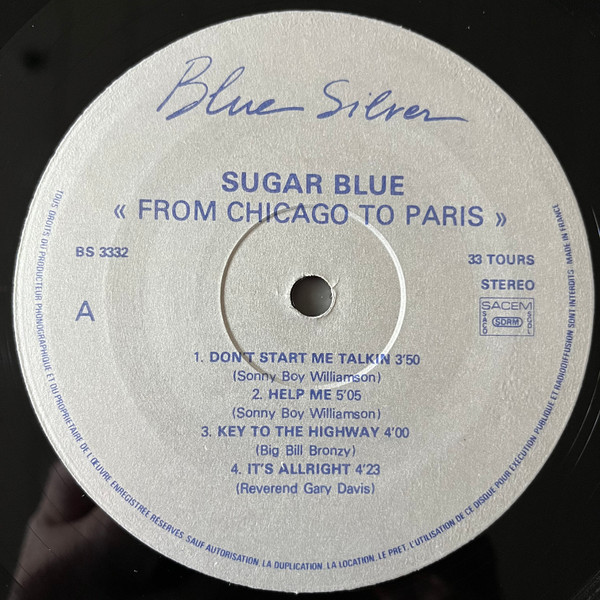 Blue Silver
SUGAR BLUE
« FROM CHICAGO TO PARIS »
BS 3332
33 TOURS
STEREO
A
SACEM
SACD
SDRM
SGDL
1. DON'T START ME TALKIN 3'50
(Sonny Boy Williamson)
2. HELP ME 5'05
(Sonny Boy Williamson)
3. KEY TO THE HIGHWAY 4'00
(Big Bill Bronzy)
4. IT'S ALLRIGHT 4'23
(Reverend Gary Davis)
TOUS DROITS DU PRODUCTEUR PHONOGRAPHIQUE ET DU PROPRIETAIRE DE L'ŒUVRE ENREGISTREE RESERVES. SAUF AUTORISATION, LA DUPLICATION, LA LOCATION, LE PRET, L'UTILISATION DE CE DISQUE POUR EXECUTION PUBLIQUE ET RADIODIFFUSION SONT INTERDITS. MADE IN FRANCE